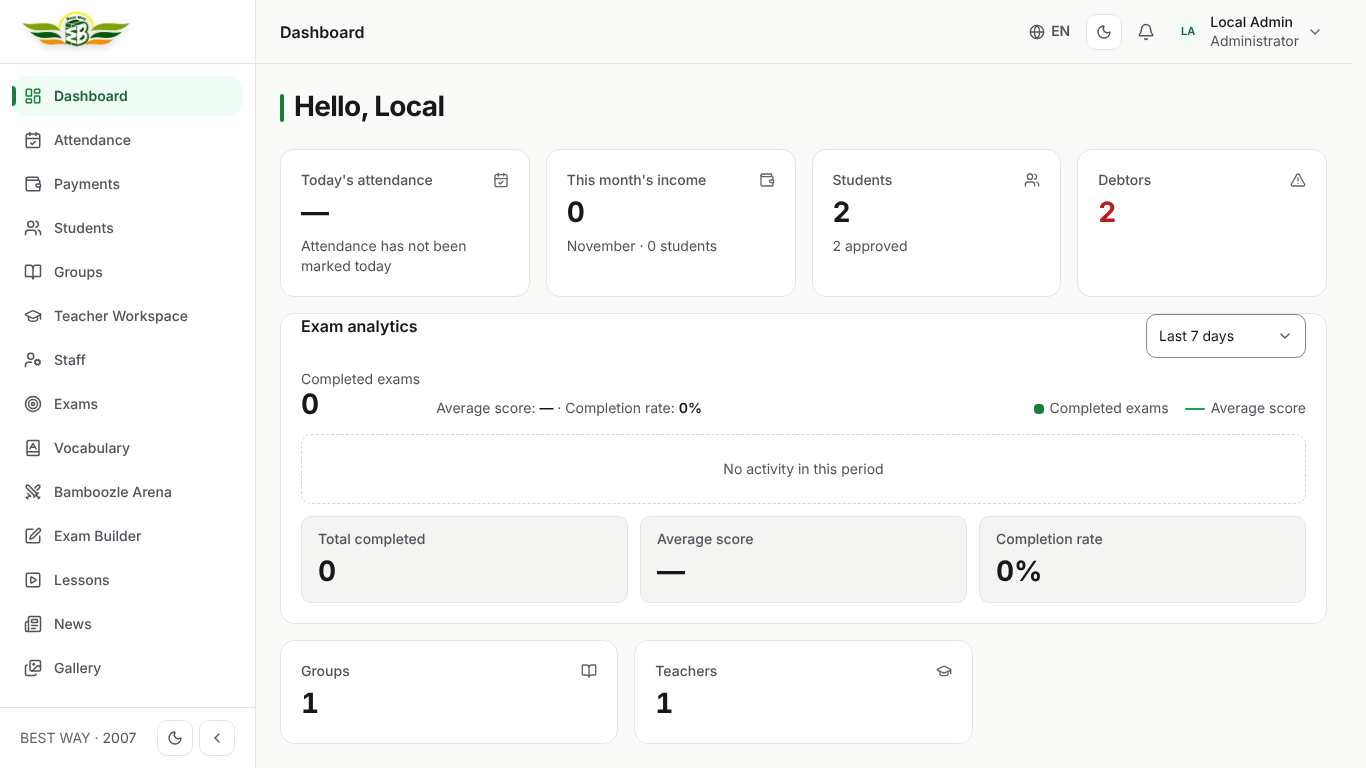 Dashboard
EN
LA
Local Admin
Administrator
Dashboard
Attendance
Payments
Students
Groups
Teacher Workspace
Staff
Exams
Vocabulary
Bamboozle Arena
Exam Builder
Lessons
News
Gallery
BEST WAY · 2007
Hello, Local
Today's attendance
—
Attendance has not been
marked today
This month's income
0
November · 0 students
Students
2
2 approved
Debtors
2
Exam analytics
Last 7 days
Completed exams
0
Average score: — · Completion rate: 0%
Completed exams
Average score
No activity in this period
Total completed
0
Average score
—
Completion rate
0%
Groups
1
Teachers
1